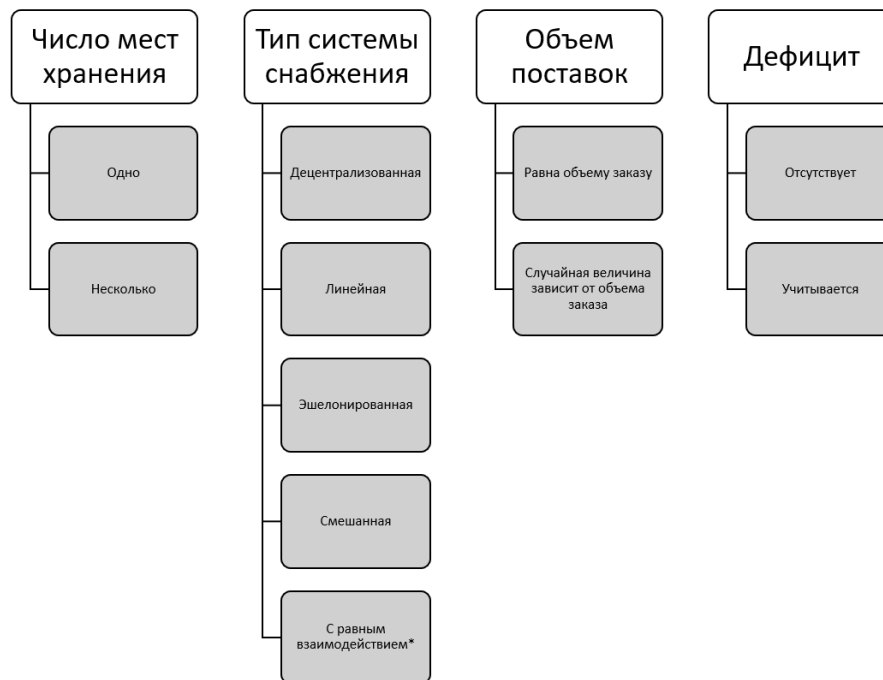 Число мест
хранения
Одно
Несколько
Тип системы
снабжения
Децентрализованная
Линейная
Эшелонированная
Смешанная
С равным
взаимодействием*
Объем
поставок
Равна объему заказу
Случайная величина
зависит от объема
заказа
Дефицит
Отсутствует
Учитывается